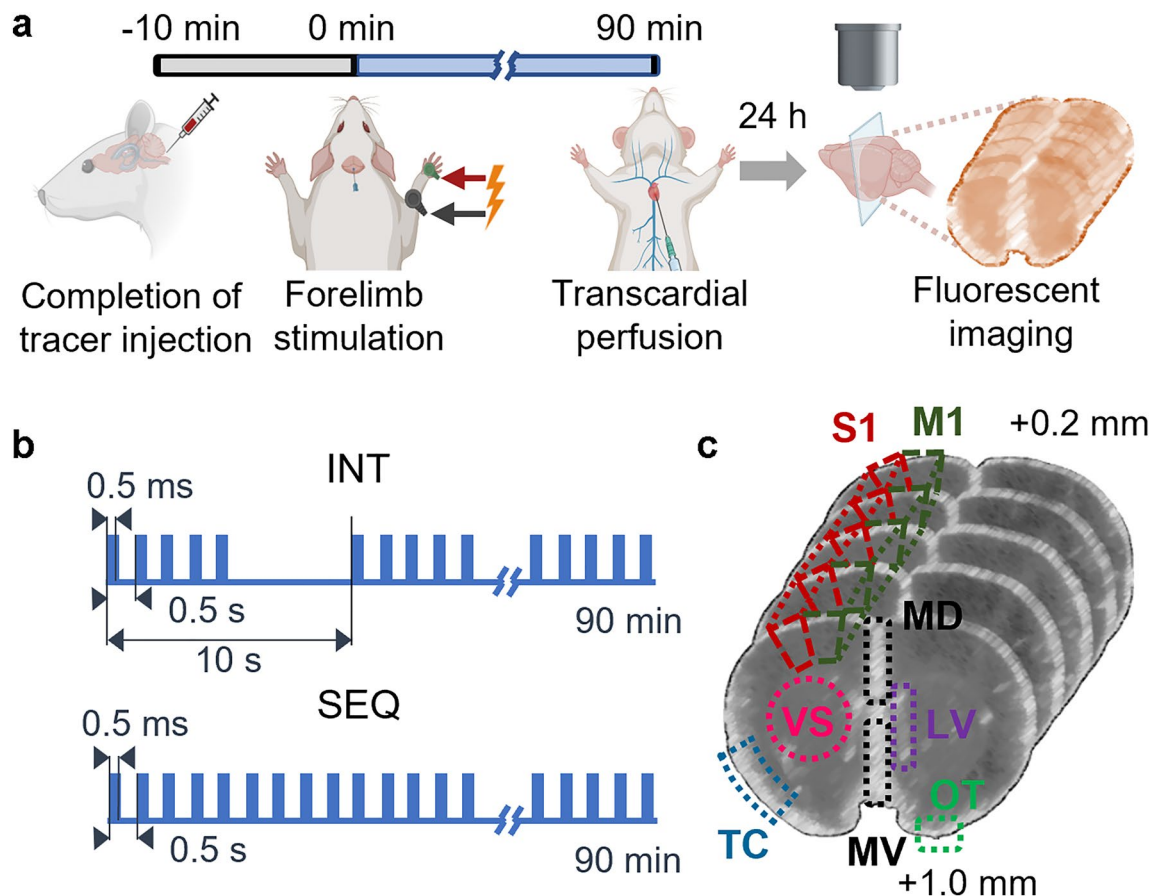 a
-10 min 0 min 90 min
24 h
Completion of
tracer injection
Forelimb
stimulation
Transcardial
perfusion
Fluorescent
imaging
b
INT
0.5 ms
0.5 s
10 s
90 min
SEQ
0.5 ms
0.5 s
90 min
c
S1 M1 +0.2 mm
MD
VS
LV
OT
TC
MV
+1.0 mm